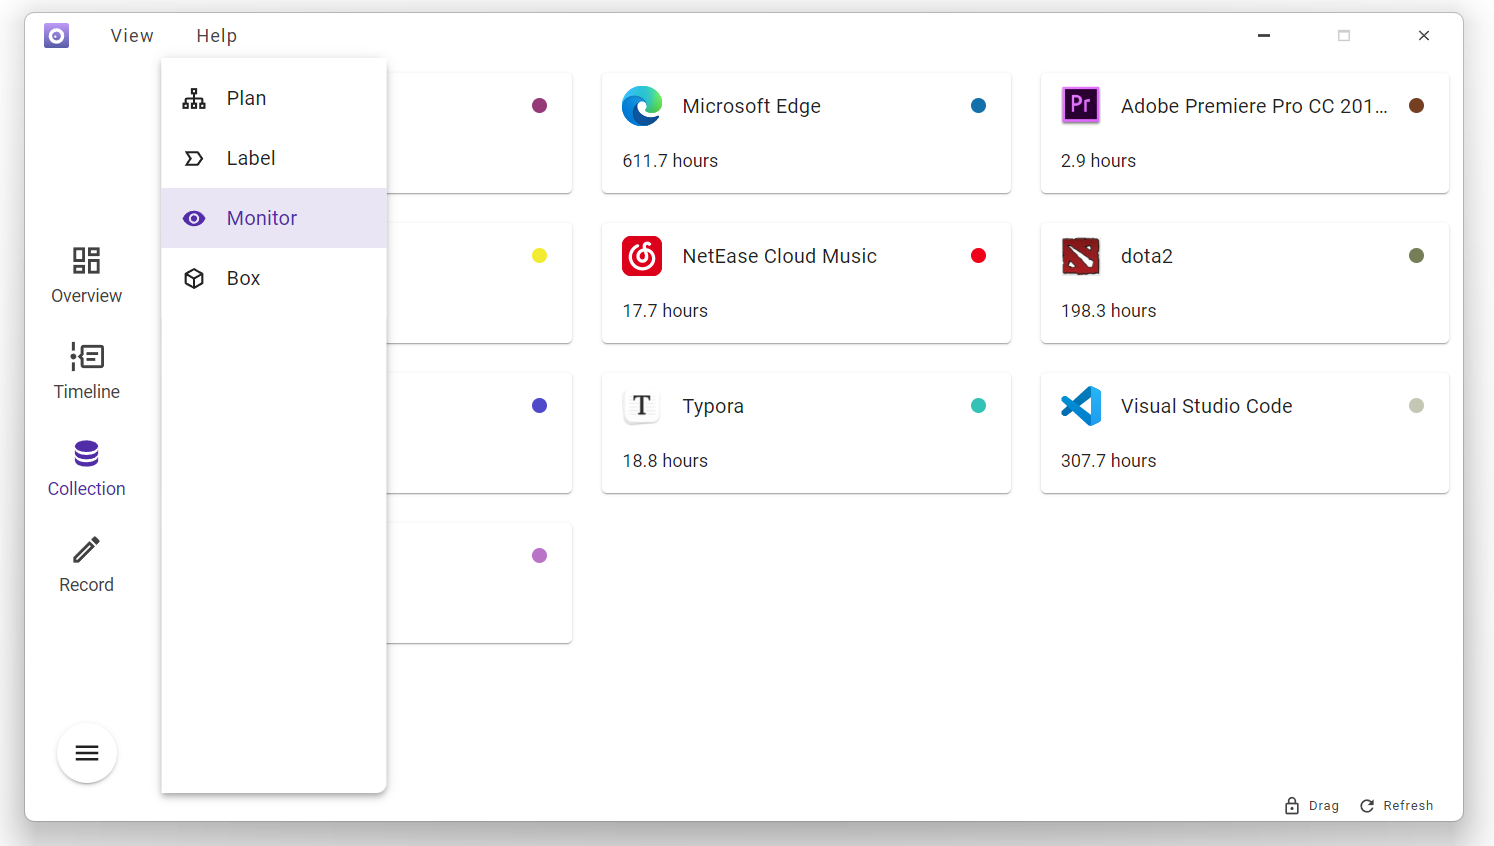 View
Help
Plan
Label
Monitor
Box
Overview
Timeline
Collection
Record
Microsoft Edge
611.7 hours
Pr
Adobe Premiere Pro CC 201...
2.9 hours
NetEase Cloud Music
17.7 hours
dota2
198.3 hours
T
Typora
18.8 hours
Visual Studio Code
307.7 hours
Drag
Refresh